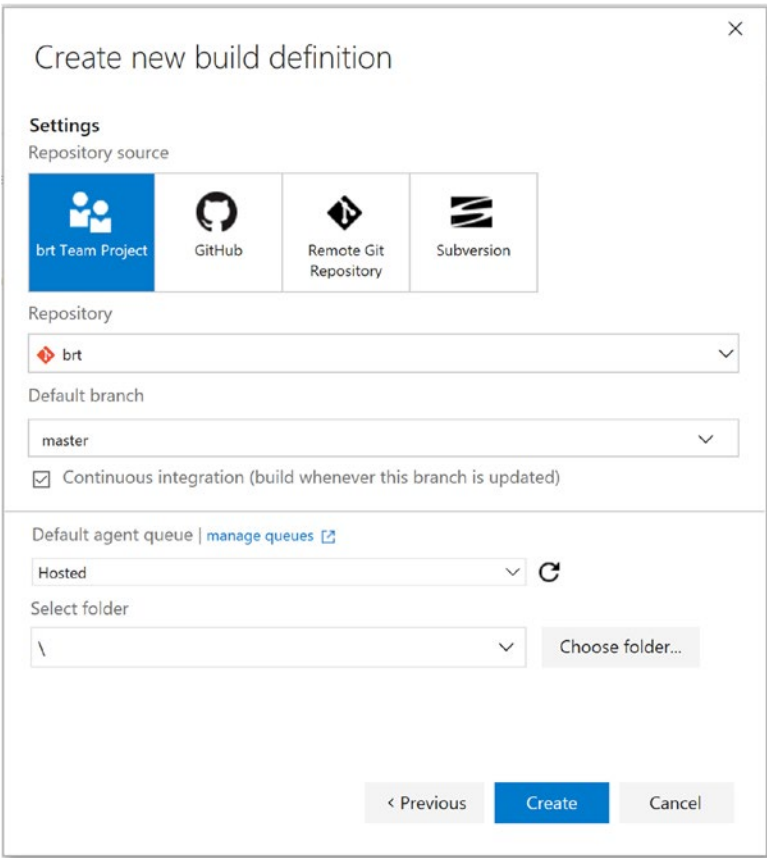 Create new build definition
Settings
Repository source
brt Team Project
GitHub
Remote Git
Repository
Subversion
Repository
brt
Default branch
master
Continuous integration (build whenever this branch is updated)
Default agent queue | manage queues
Hosted
Select folder
\
Choose folder...
< Previous
Create
Cancel